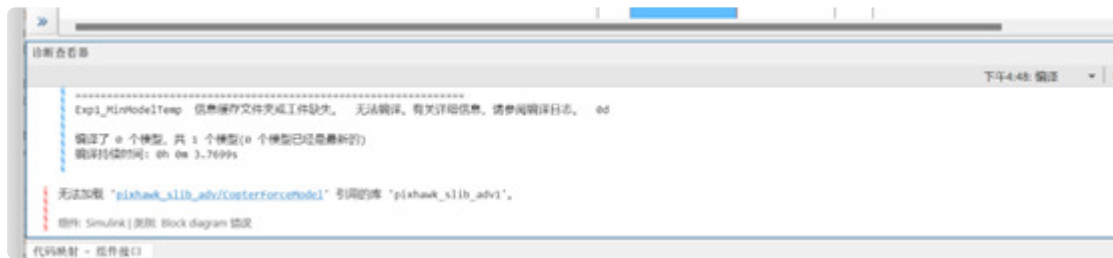 诊断查看器
下午4:48: 编译
Exp1_MinModelTemp 信息缓存文件夹或工件缺失。 无法编译。有关详细信息，请参阅编译日志。 0d
编译了 0 个模型，共 1 个模型(0 个模型已经是最新的)
编译持续时间: 0h 0m 3.7699s
无法加载 'pixhawk_slib_adv/CopterForceModel' 引用的库 'pixhawk_slib_adv1'。
组件: Simulink | 类别: Block diagram 错误
代码映射 - 组件接口